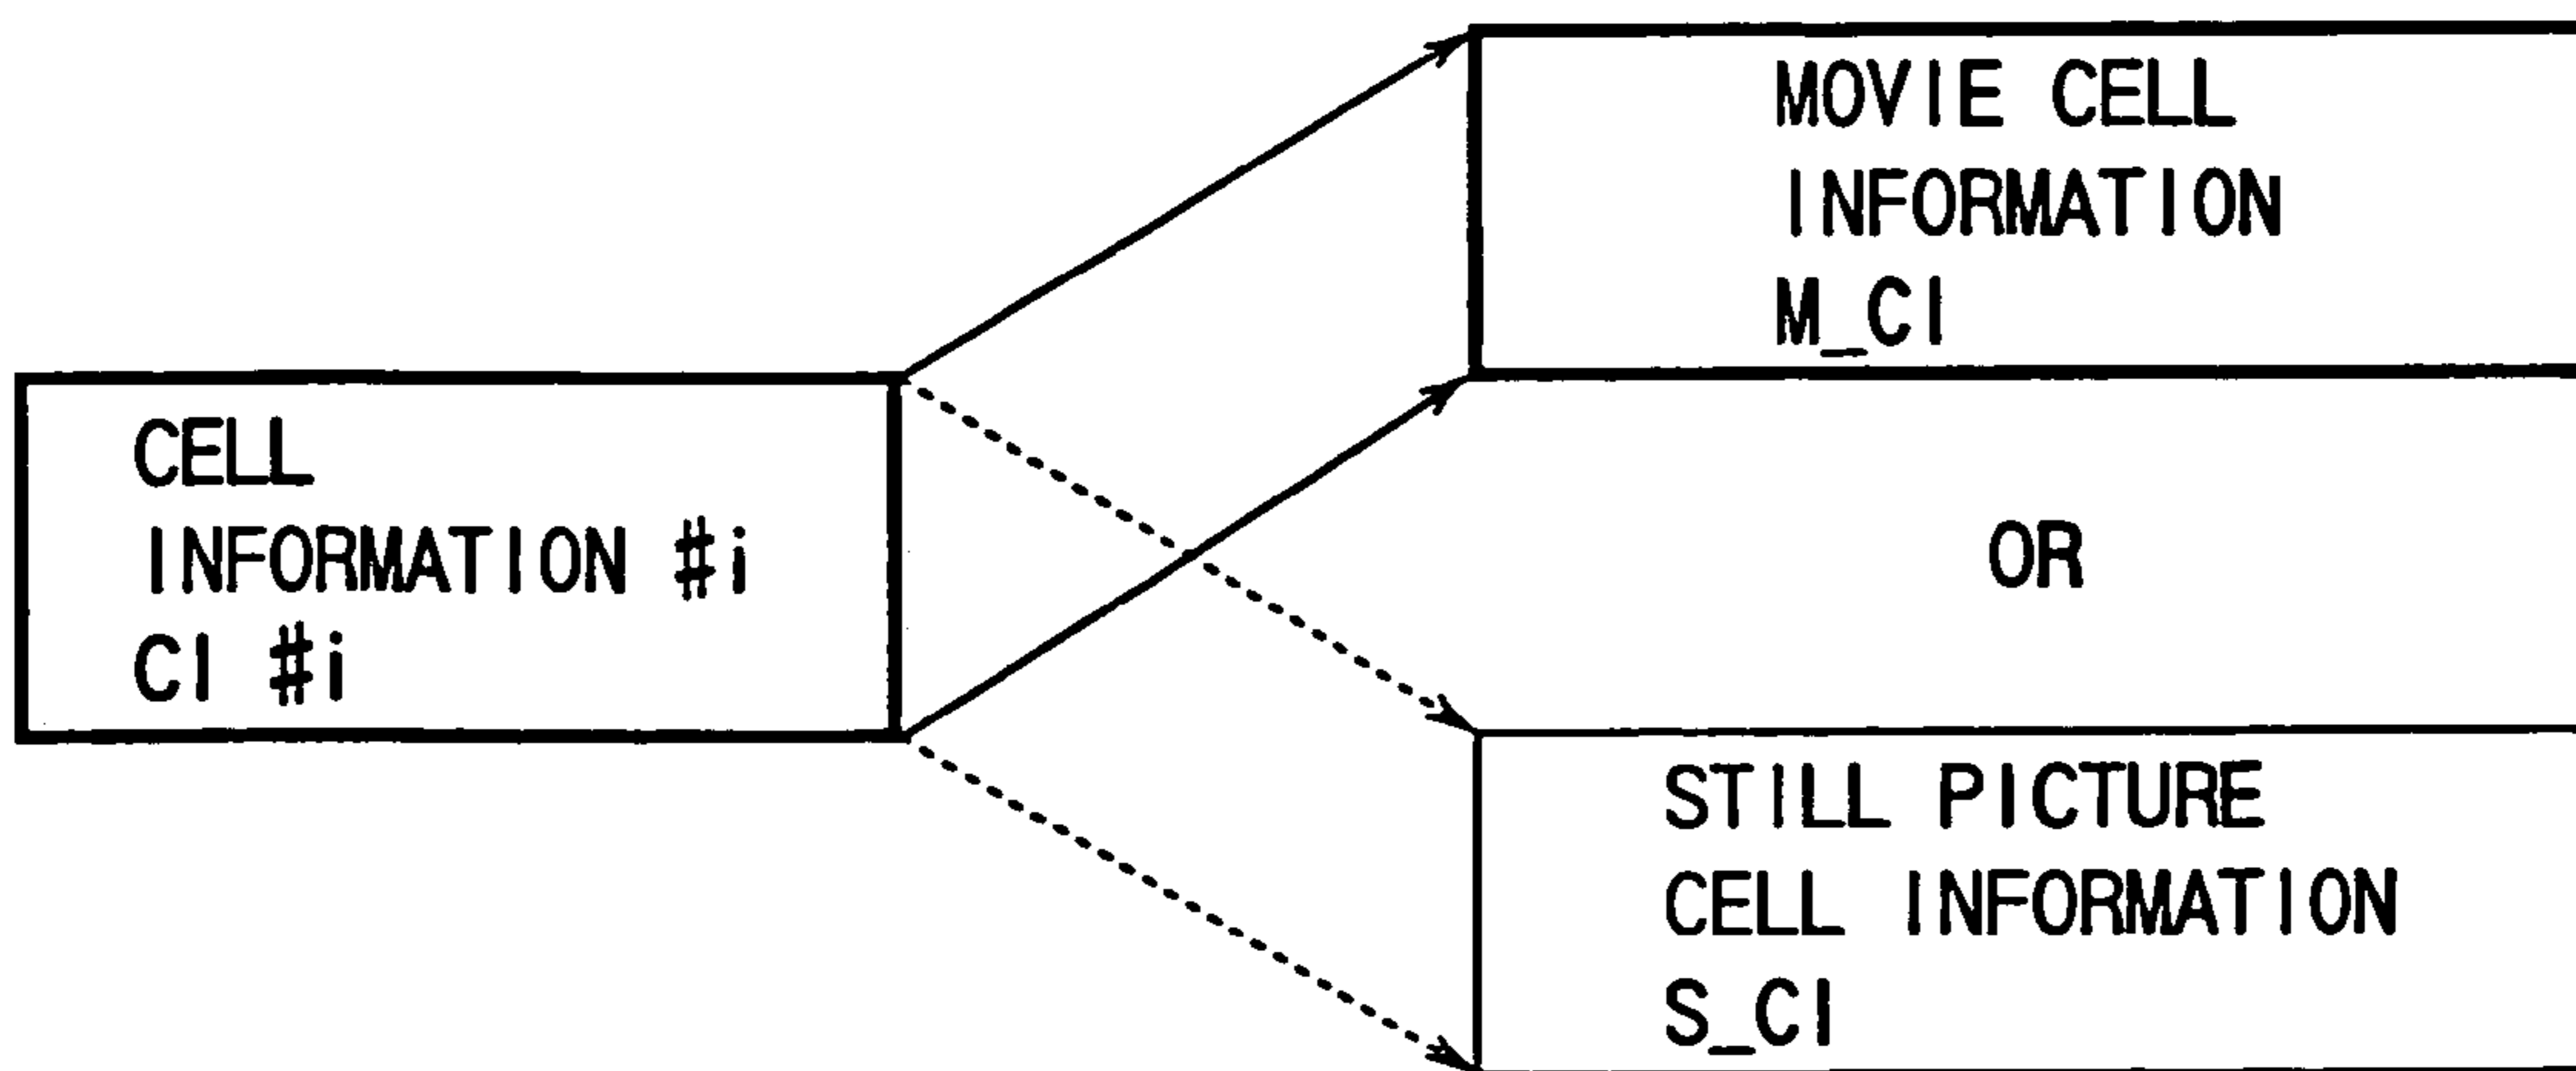 MOVIE CELL
INFORMATION
M_CI
CELL
INFORMATION #i
CI #i
OR
STILL PICTURE
CELL INFORMATION
S_CI